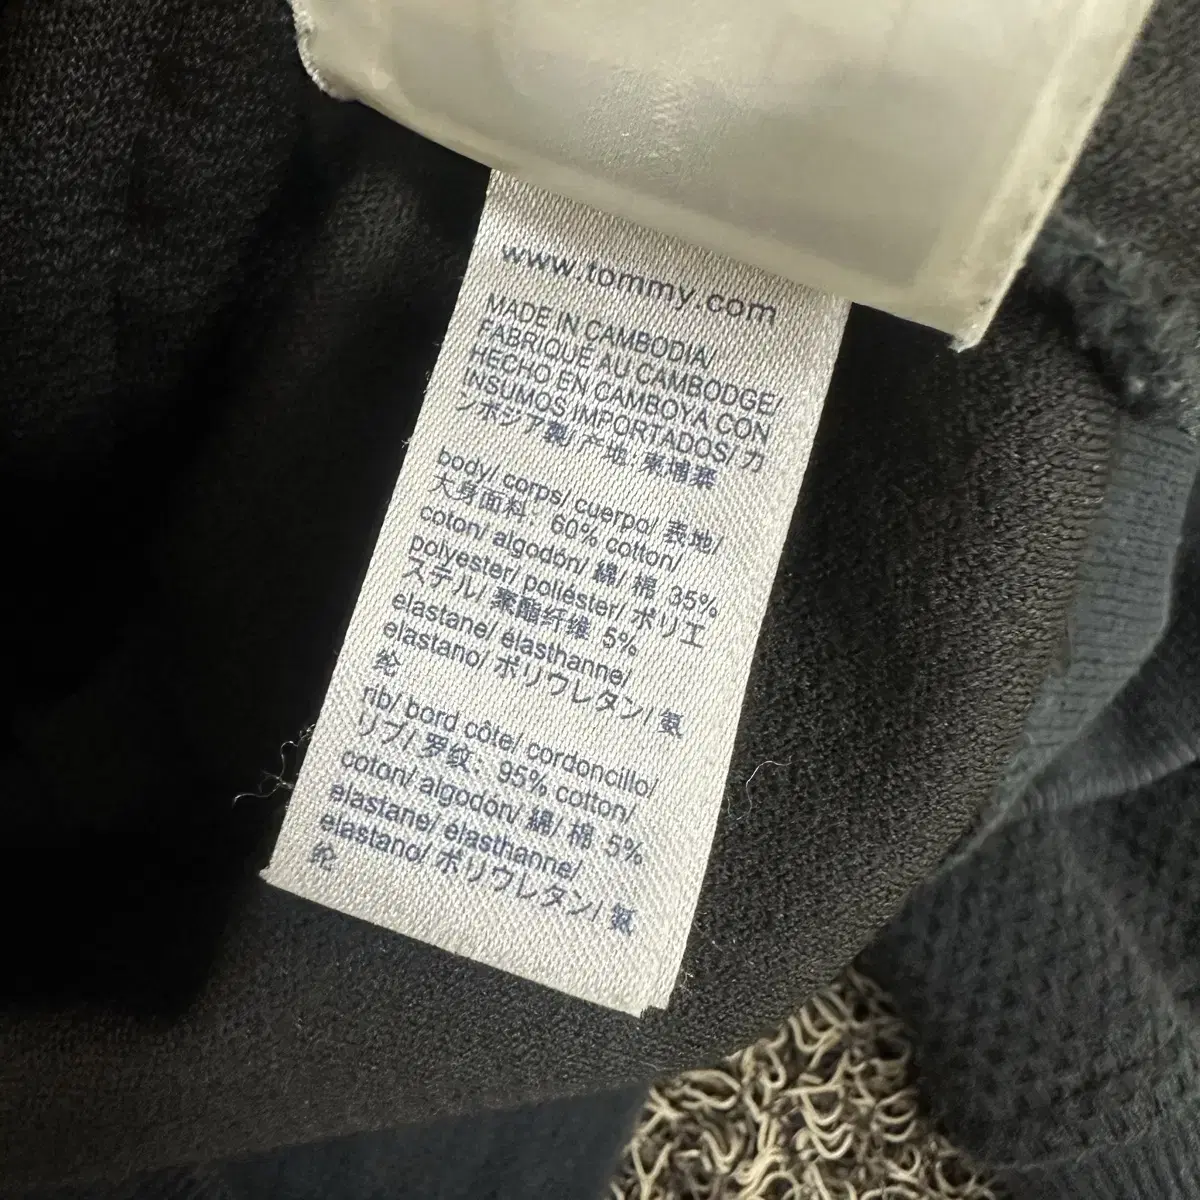 www.tommy.com
MADE IN CAMBODIA/
FABRIQUE AU CAMBODGE/
HECHO EN CAMBOYA CON
INSUMOS IMPORTADOS/ カ
ンボジア製/ 产地: 柬埔寨
body/ corps/ cuerpo/ 表地/
大身面料: 60% cotton/
coton/ algodón/ 綿/ 棉 35%
polyester/ poliéster/ ポリエ
ステル/ 聚酯纤维 5%
elastane/ élasthanne/
elastano/ ポリウレタン/ 氨
纶
rib/ bord côte/ cordoncillo/
リブ/ 罗纹: 95% cotton/
coton/ algodón/ 綿/ 棉 5%
elastane/ élasthanne/
elastano/ ポリウレタン/ 氨
纶